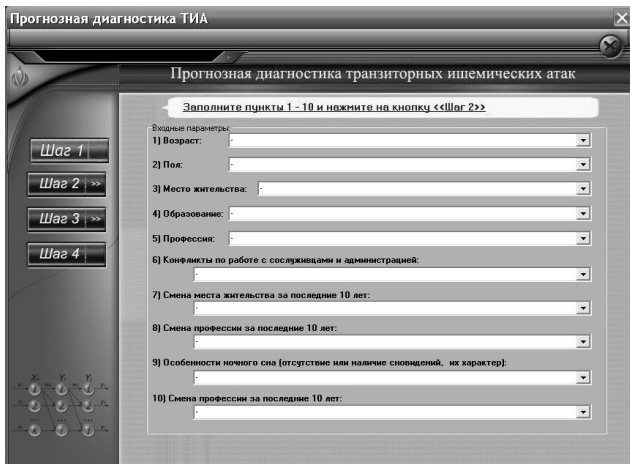 Прогнозная диагностика ТИА
Прогнозная диагностика транзиторных ишемических атак
Заполните пункты 1 - 10 и нажмите на кнопку <<Шаг 2>>
Входные параметры:
1) Возраст: -
2) Пол: -
3) Место жительства: -
4) Образование: -
5) Профессия: -
6) Конфликты по работе с сослуживцами и администрацией:
-
7) Смена места жительства за последние 10 лет:
-
8) Смена профессии за последние 10 лет:
-
9) Особенности ночного сна (отсутствие или наличие сновидений, их характер):
-
10) Смена профессии за последние 10 лет:
-
Шаг 1
Шаг 2 >>
Шаг 3 >>
Шаг 4